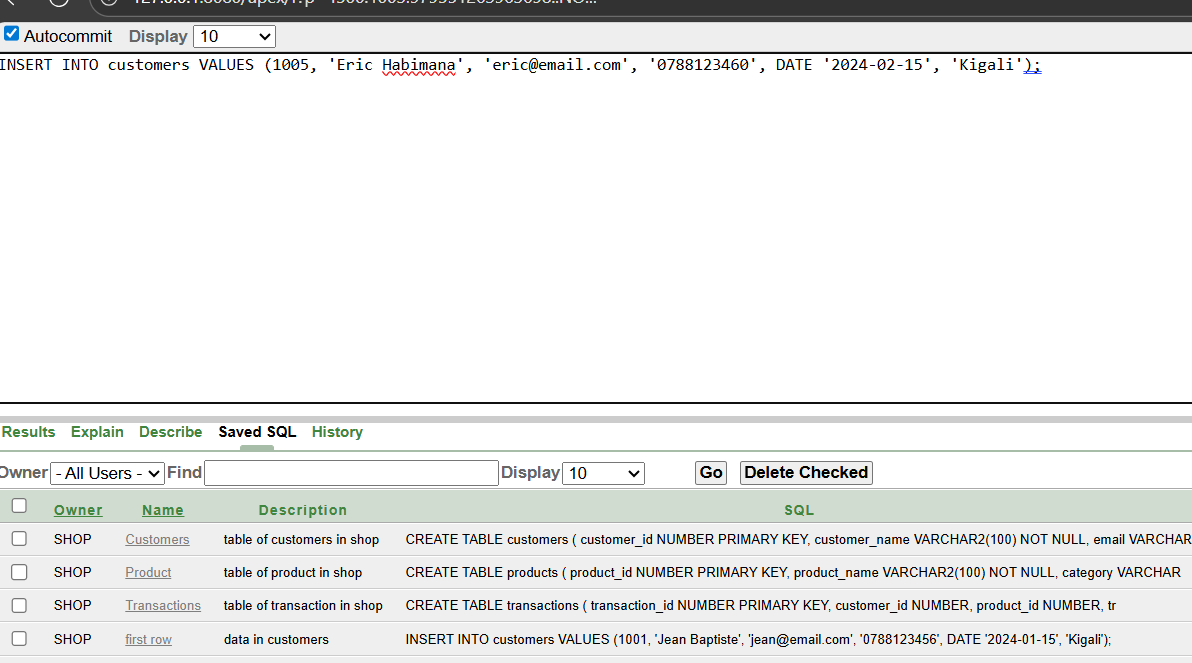 Autocommit Display 10
INSERT INTO customers VALUES (1005, 'Eric Habimana', 'eric@email.com', '0788123460', DATE '2024-02-15', 'Kigali');
Results Explain Describe Saved SQL History
Owner - All Users - Find Display 10 Go Delete Checked
Owner Name Description SQL
SHOP Customers table of customers in shop CREATE TABLE customers ( customer_id NUMBER PRIMARY KEY, customer_name VARCHAR2(100) NOT NULL, email VARCHAR
SHOP Product table of product in shop CREATE TABLE products ( product_id NUMBER PRIMARY KEY, product_name VARCHAR2(100) NOT NULL, category VARCHAR
SHOP Transactions table of transaction in shop CREATE TABLE transactions ( transaction_id NUMBER PRIMARY KEY, customer_id NUMBER, product_id NUMBER, tr
SHOP first row data in customers INSERT INTO customers VALUES (1001, 'Jean Baptiste', 'jean@email.com', '0788123456', DATE '2024-01-15', 'Kigali');